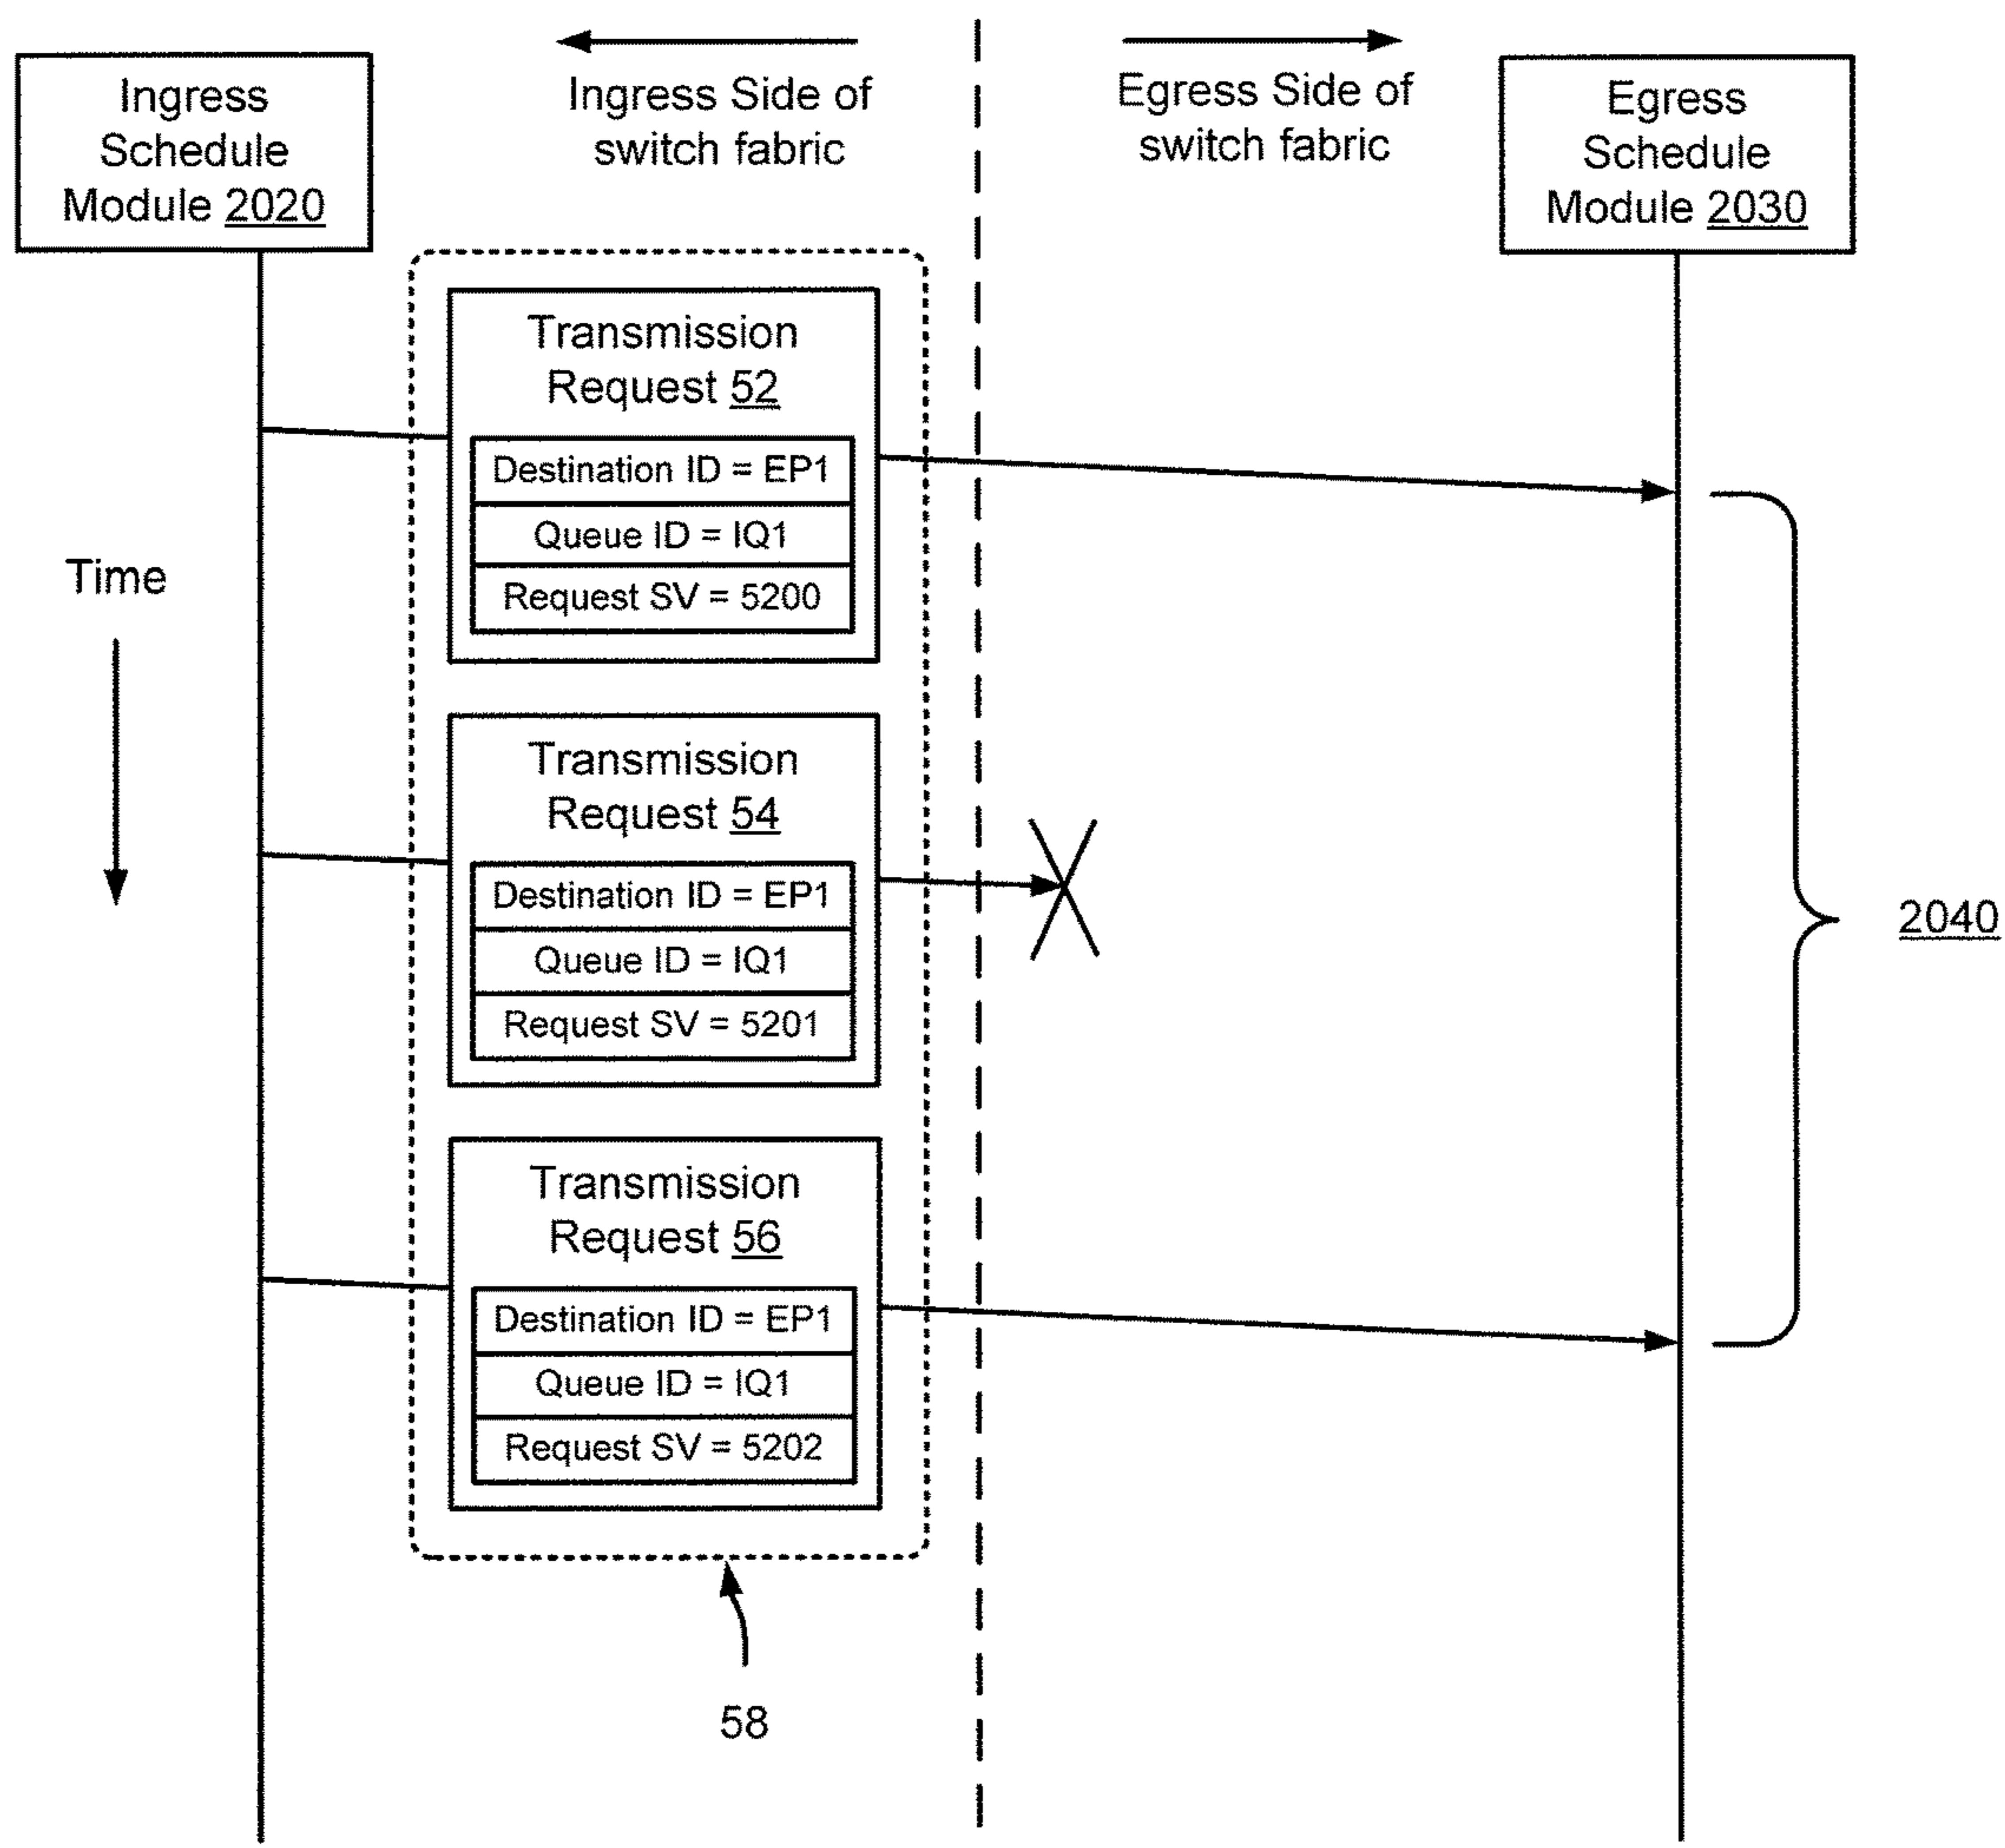 Ingress
Schedule
Module 2020
Ingress Side of
switch fabric
Egress Side of
switch fabric
Egress
Schedule
Module 2030
Time
Transmission
Request 52
Destination ID = EP1
Queue ID = IQ1
Request SV = 5200
Transmission
Request 54
Destination ID = EP1
Queue ID = IQ1
Request SV = 5201
Transmission
Request 56
Destination ID = EP1
Queue ID = IQ1
Request SV = 5202
2040
58